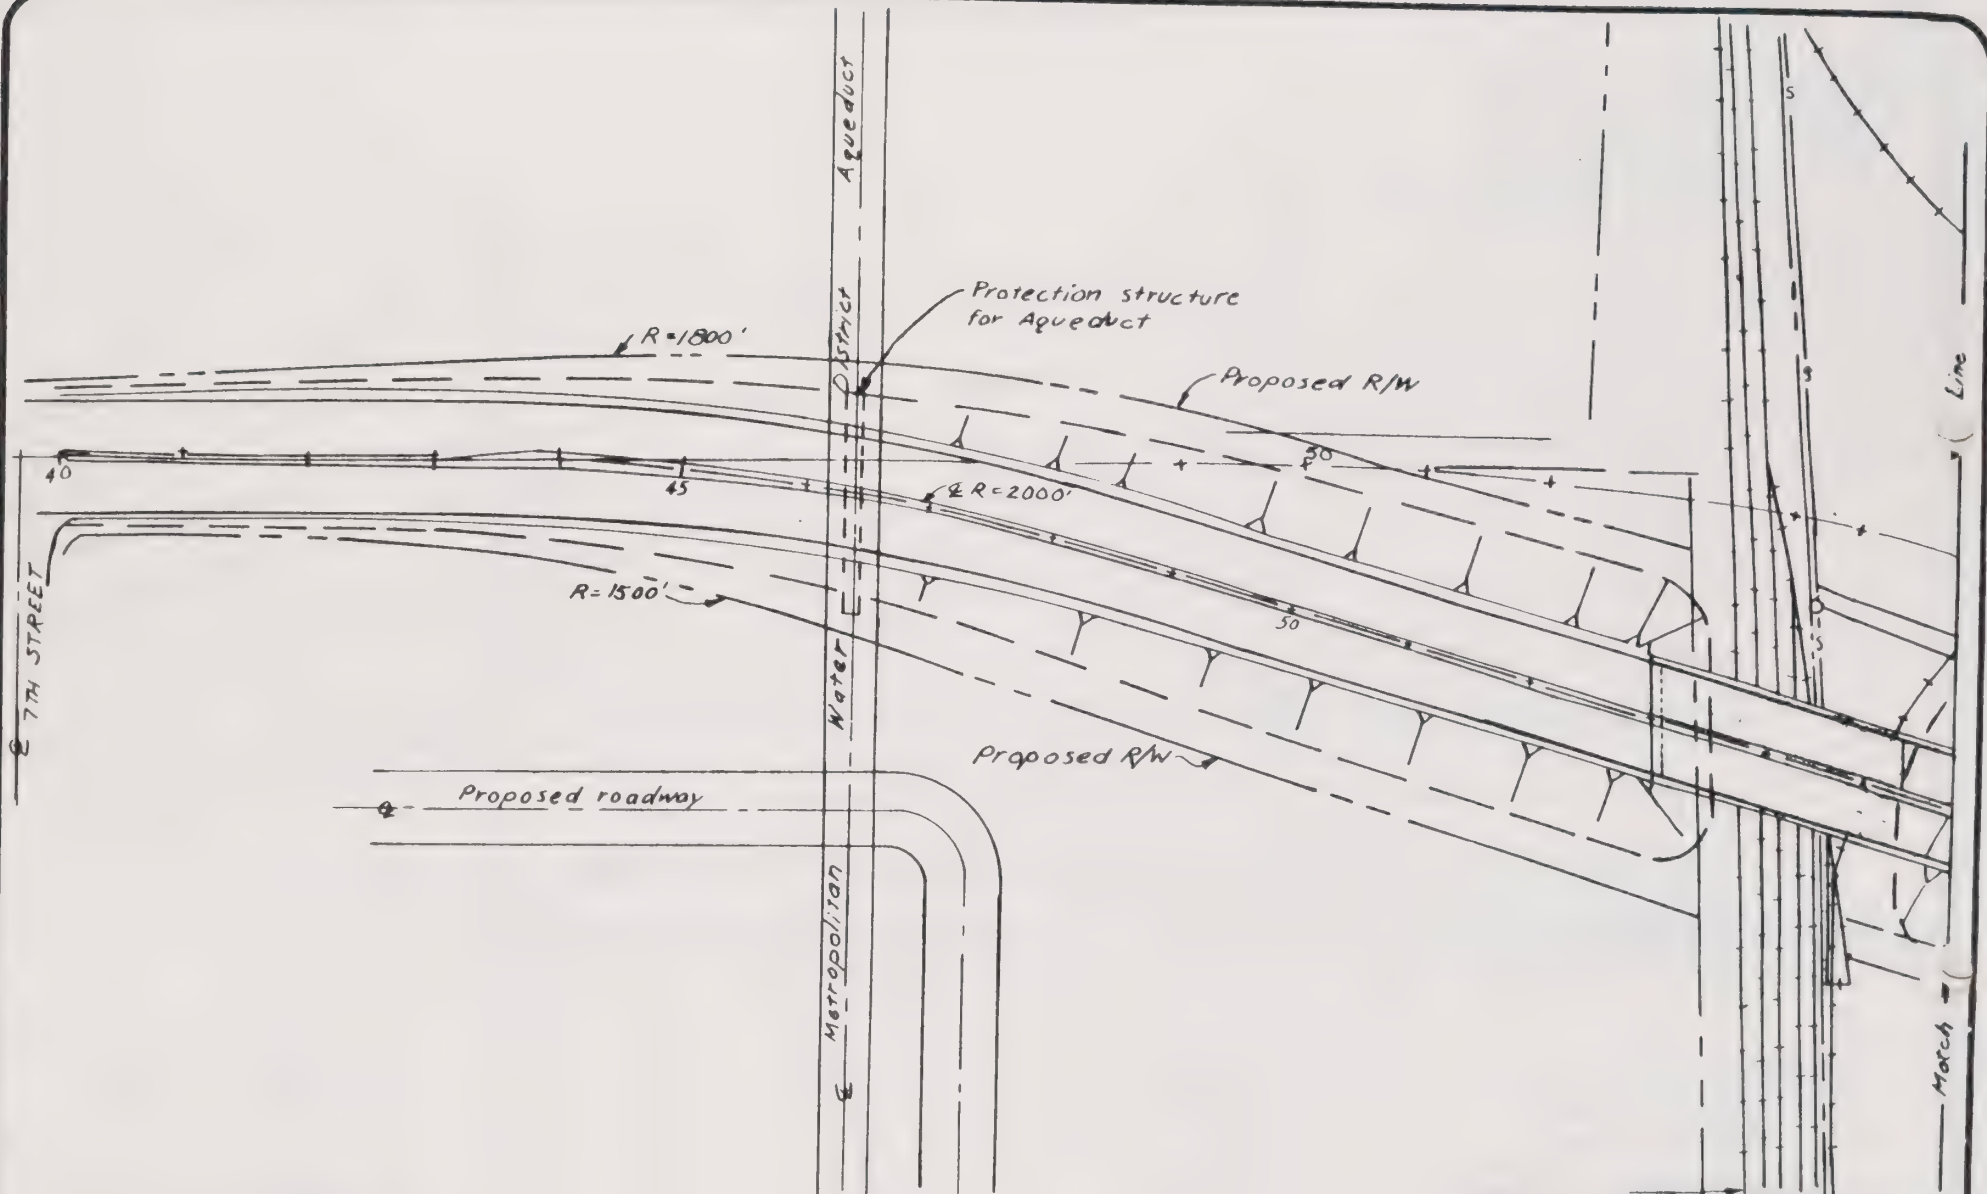 Aqueduct
S
Protection structure
for Aqueduct
District
R=1800'
Proposed R/W
S
Line
50
40
45
℄ R=2000'
R=1500'
50
S
℄ 7TH STREET
Water
Proposed R/W
℄ Proposed roadway
Metropolitan
Match
℄